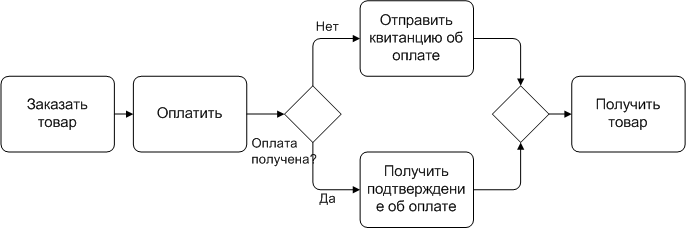 Заказать
товар
Оплатить
Оплата
получена?
Нет
Отправить
квитанцию об
оплате
Да
Получить
подтверждени
е об оплате
Получить
товар